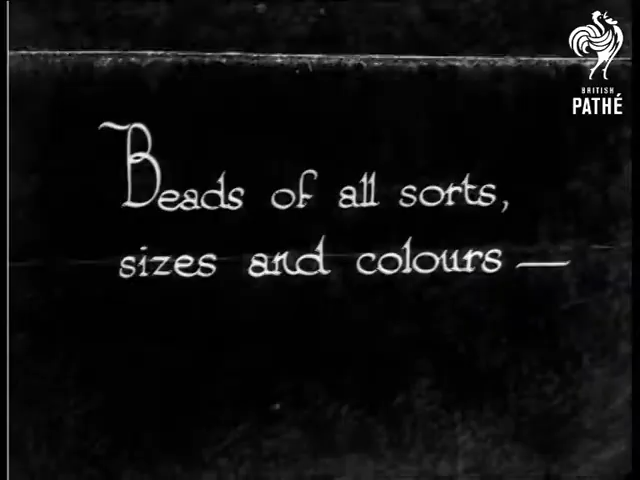 BRITISH
PATHÉ
Beads of all sorts,
sizes and colours —